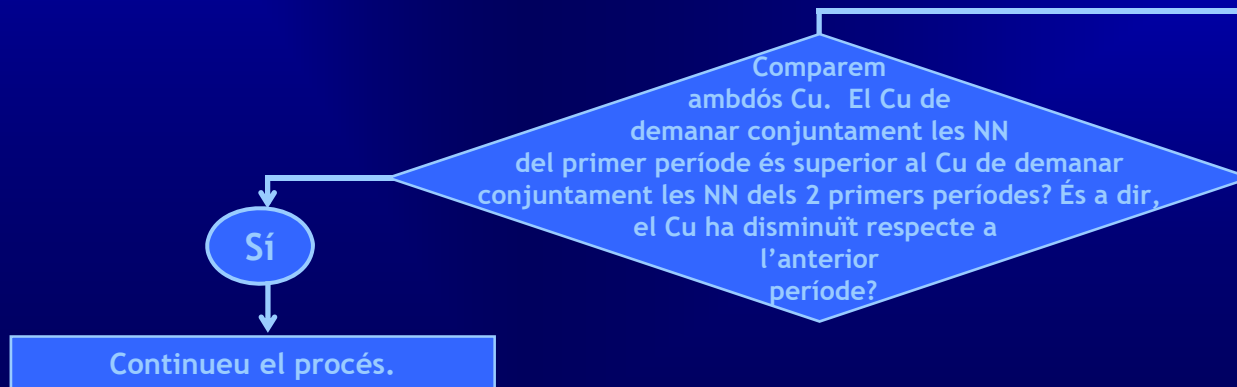 Comparem
ambdós Cu. El Cu de
demanar conjuntament les NN
del primer període és superior al Cu de demanar
conjuntament les NN dels 2 primers períodes? És a dir,
el Cu ha disminuït respecte a
l’anterior
període?
Sí
Continueu el procés.